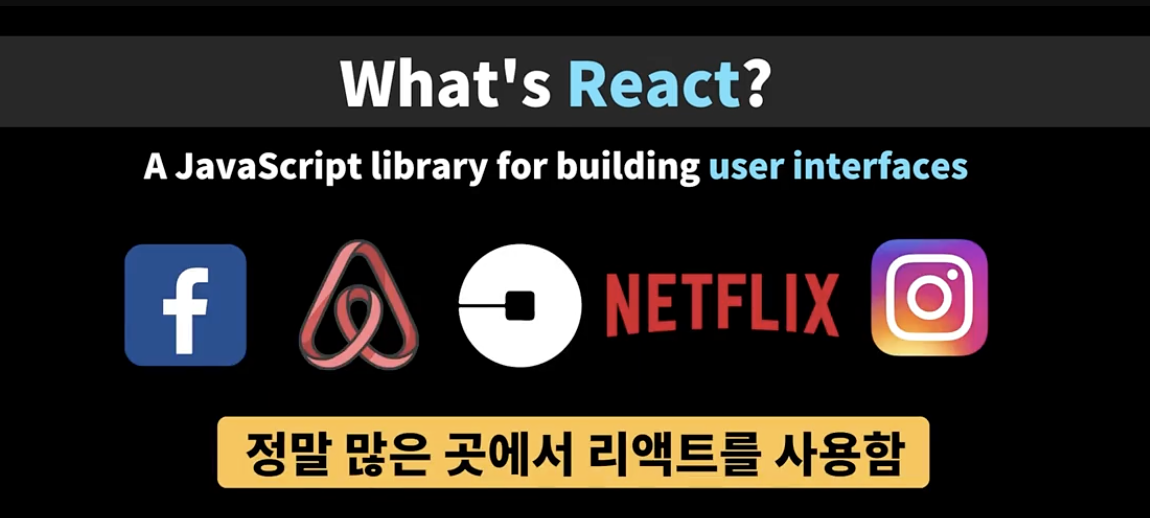 What's React?
A JavaScript library for building user interfaces
f
NETFLIX
정말 많은 곳에서 리액트를 사용함